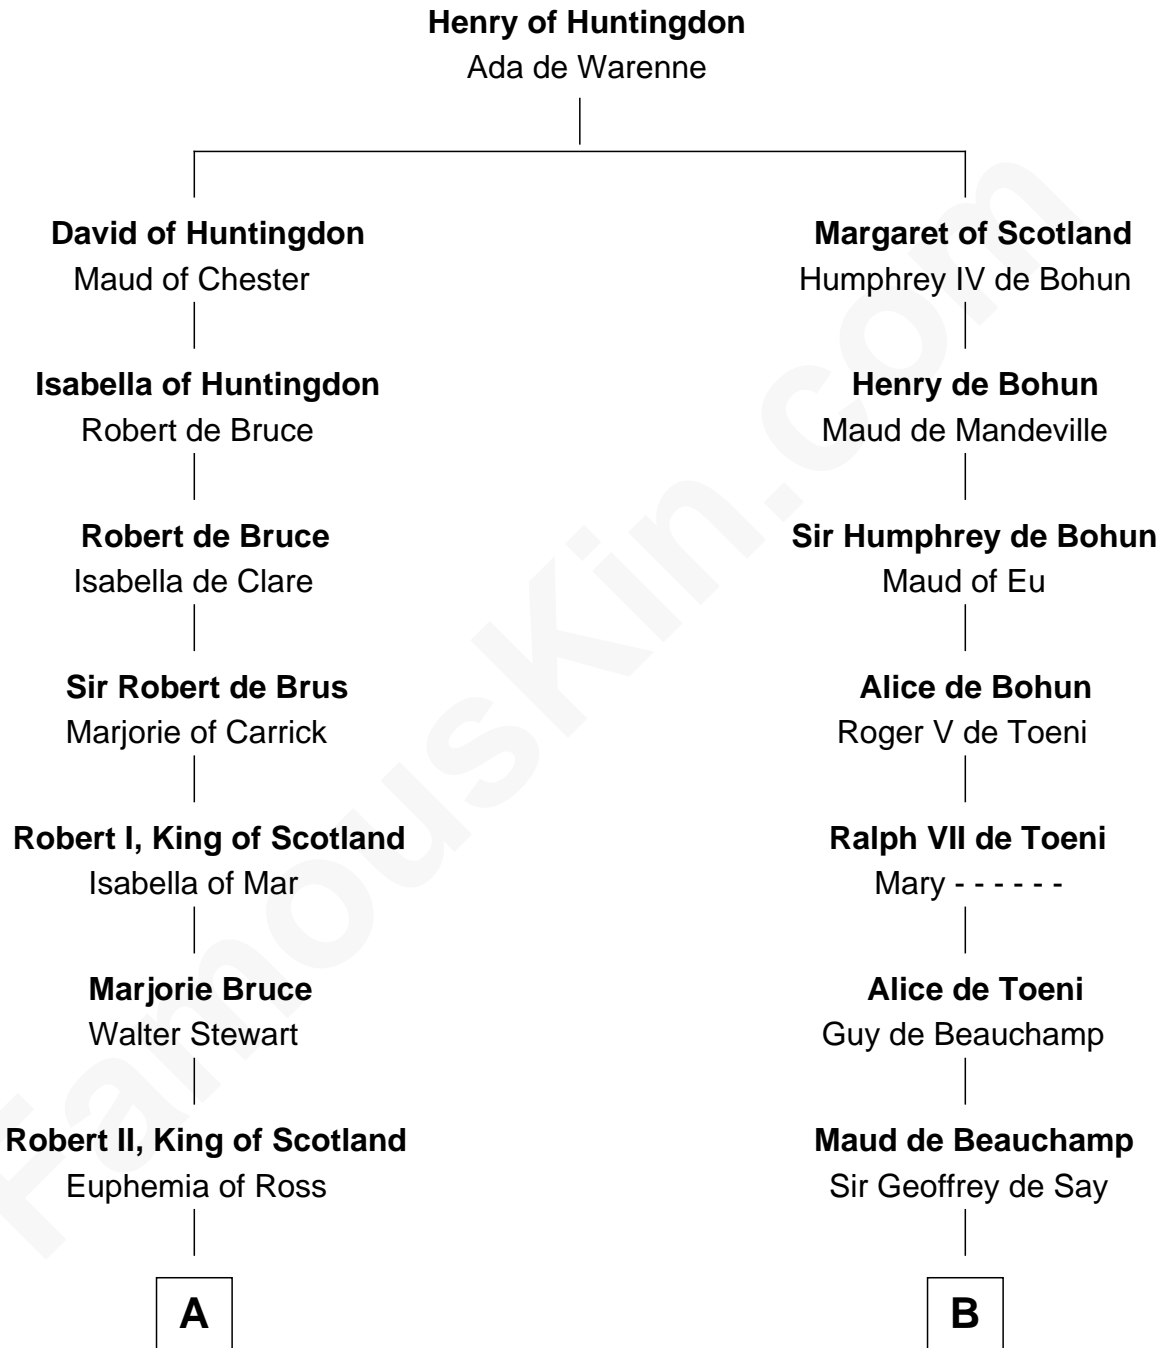 Henry of Huntingdon
Ada de Warenne
David of Huntingdon
Maud of Chester
Margaret of Scotland
Humphrey IV de Bohun
Isabella of Huntingdon
Robert de Bruce
Henry de Bohun
Maud de Mandeville
Robert de Bruce
Isabella de Clare
Sir Humphrey de Bohun
Maud of Eu
Sir Robert de Brus
Marjorie of Carrick
Alice de Bohun
Roger V de Toeni
Robert I, King of Scotland
Isabella of Mar
Ralph VII de Toeni
Mary - - - - - -
Marjorie Bruce
Walter Stewart
Alice de Toeni
Guy de Beauchamp
Robert II, King of Scotland
Euphemia of Ross
Maud de Beauchamp
Sir Geoffrey de Say
A
B
FamousKin.com